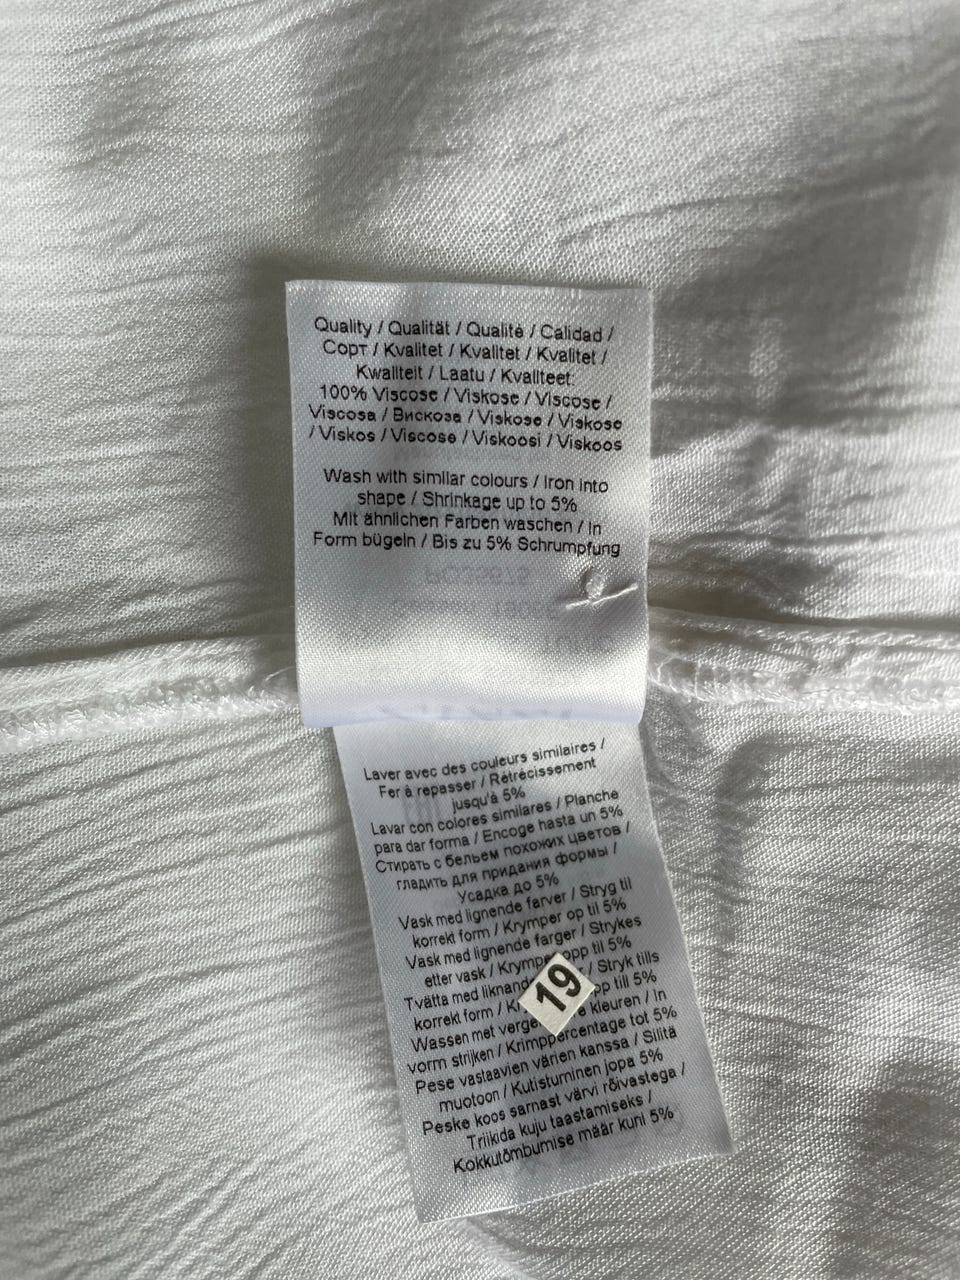 Quality / Qualität / Qualitè / Calidad /
Сорт / Kvalitet / Kvalitet / Kvalitet /
Kwaliteit / Laatu / Kvaliteet:
100% Viscose / Viskose / Viscose /
Viscosa / Вискоза / Viskose / Viskose
/ Viskos / Viscose / Viskoosi / Viskoos
Wash with similar colours / Iron into
shape / Shrinkage up to 5%
Mit ähnlichen Farben waschen / In
Form bügeln / Bis zu 5% Schrumpfung
Laver avec des couleurs similaires /
Fer à repasser / Rétrécissement
jusqu'à 5%
Lavar con colores similares / Planche
para dar forma / Encoge hasta un 5%
Стирать с бельем похожих цветов /
гладить для придания формы /
Усадка до 5%
Vask med lignende farver / Stryg til
korrekt form / Krymper op til 5%
Vask med lignende farger / Strykes
etter vask / Krymper opp til 5%
Tvätta med liknande / Stryk tills
korrekt form / opp till 5%
19
Wassen met kleuren / In
vorm strijken / Krimppercentage tot 5%
Pese vastaavien värien kanssa / Silitä
muotoon / Kutistuminen jopa 5%
Peske koos sarnast värvi rõivastega /
Triikida kuju taastamiseks /
Kokkutõmbumise määr kuni 5%